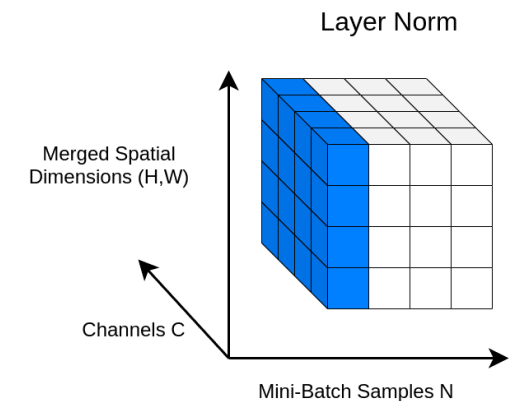 Layer Norm
Merged Spatial
Dimensions (H,W)
Channels C
Mini-Batch Samples N